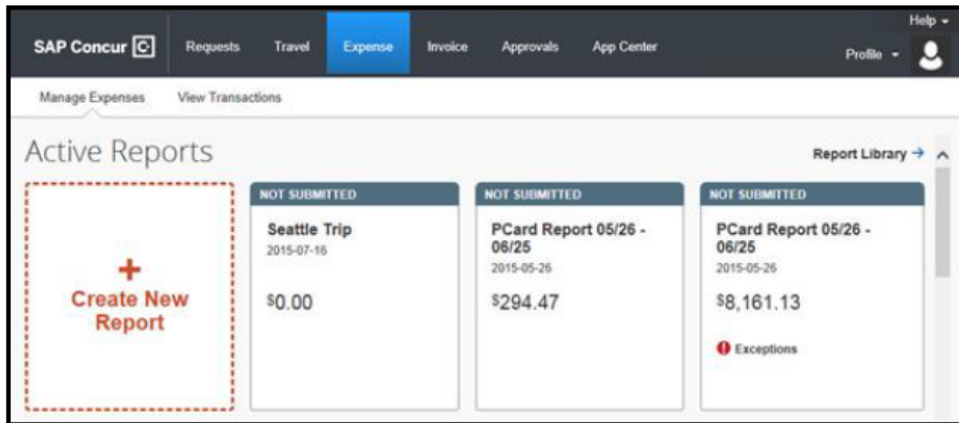 Help
SAP Concur C
Requests
Travel
Expense
Invoice
Approvals
App Center
Profile
Manage Expenses
View Transactions
Active Reports
Report Library →
+
Create New
Report
NOT SUBMITTED
Seattle Trip
2015-07-16
$0.00
NOT SUBMITTED
PCard Report 05/26 -
06/25
2015-05-26
$294.47
NOT SUBMITTED
PCard Report 05/26 -
06/25
2015-05-26
$8,161.13
Exceptions